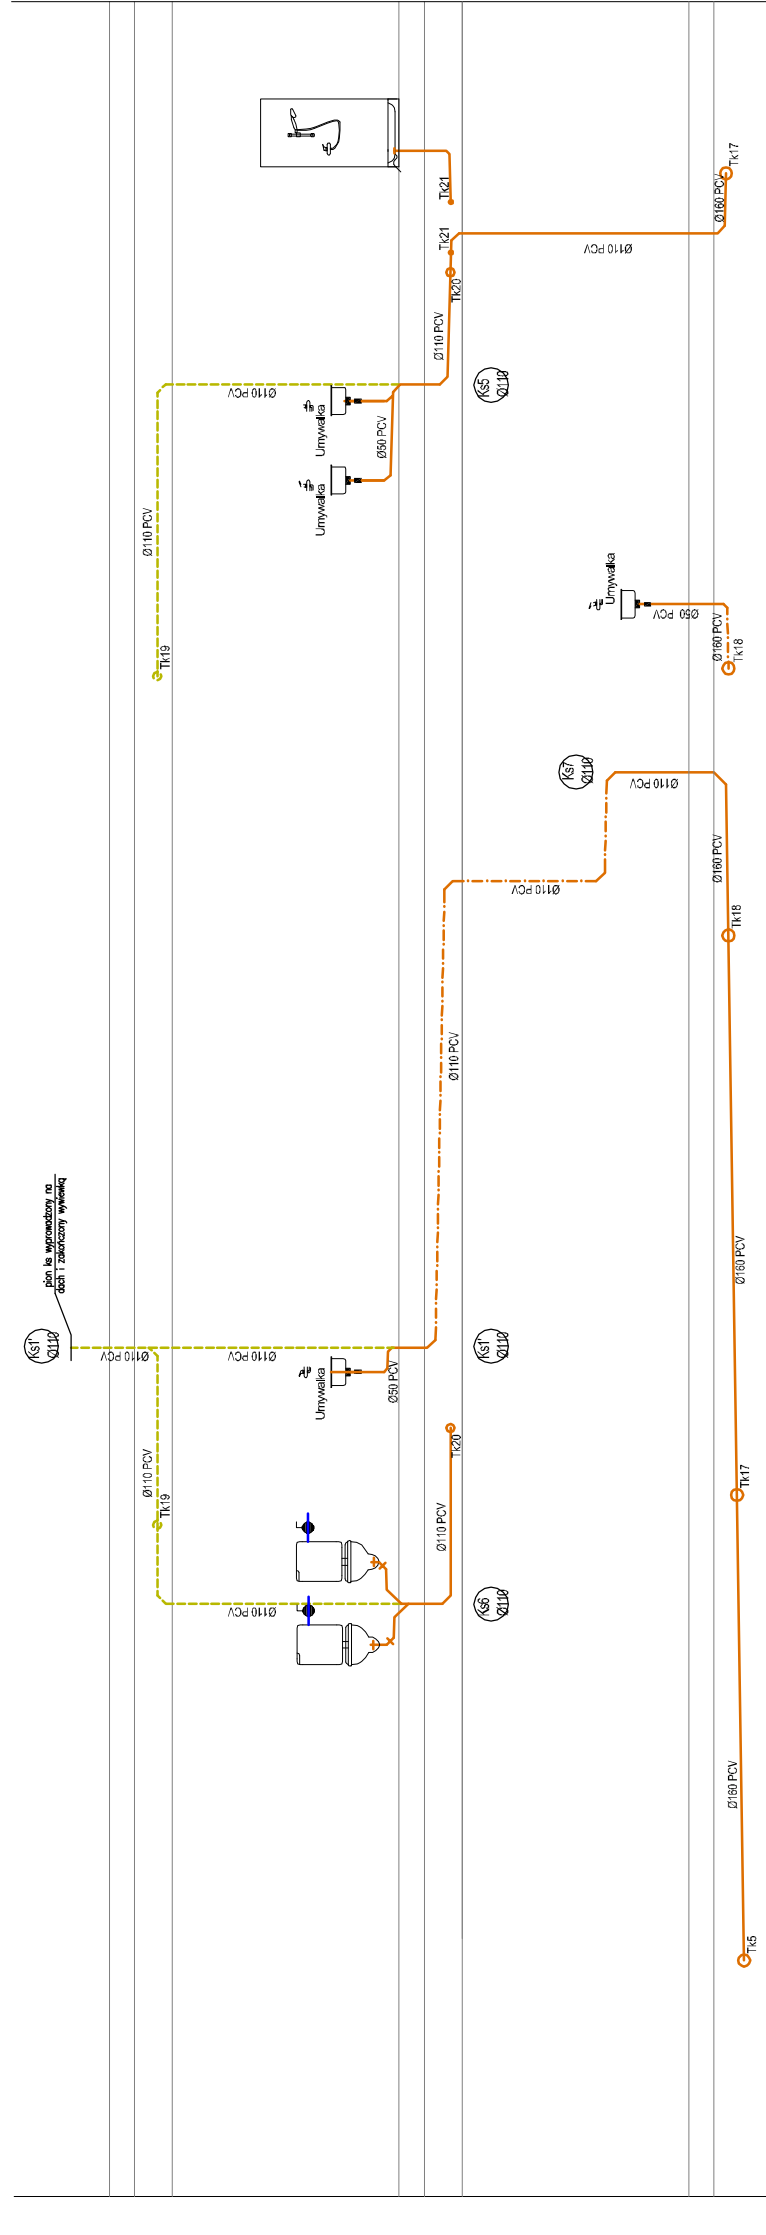 Tk21
Tk21
Tk20
Ø110 PCV
Ks5
Ø110
Ø110 PCV
Ø160 PCV
Tk17
Ø110 PCV
Umywalka
Ø50 PCV
Umywalka
Ø110 PCV
Tk19
Umywalka
Ø50 PCV
Ø160 PCV
Tk18
Ks7
Ø110
Ø110 PCV
Ø110 PCV
Ø160 PCV
Tk18
Ø110 PCV
Ø160 PCV
pion ks wyprowadzony na
dach i zakończony wywiewką
Ks1'
Ø110
Ø110 PCV
Ø110 PCV
Ks1'
Ø110
Umywalka
Ø50 PCV
Tk20
Ø110 PCV
Tk19
Ø110 PCV
Tk17
Ø110 PCV
Ks6
Ø110
Ø160 PCV
Tk5